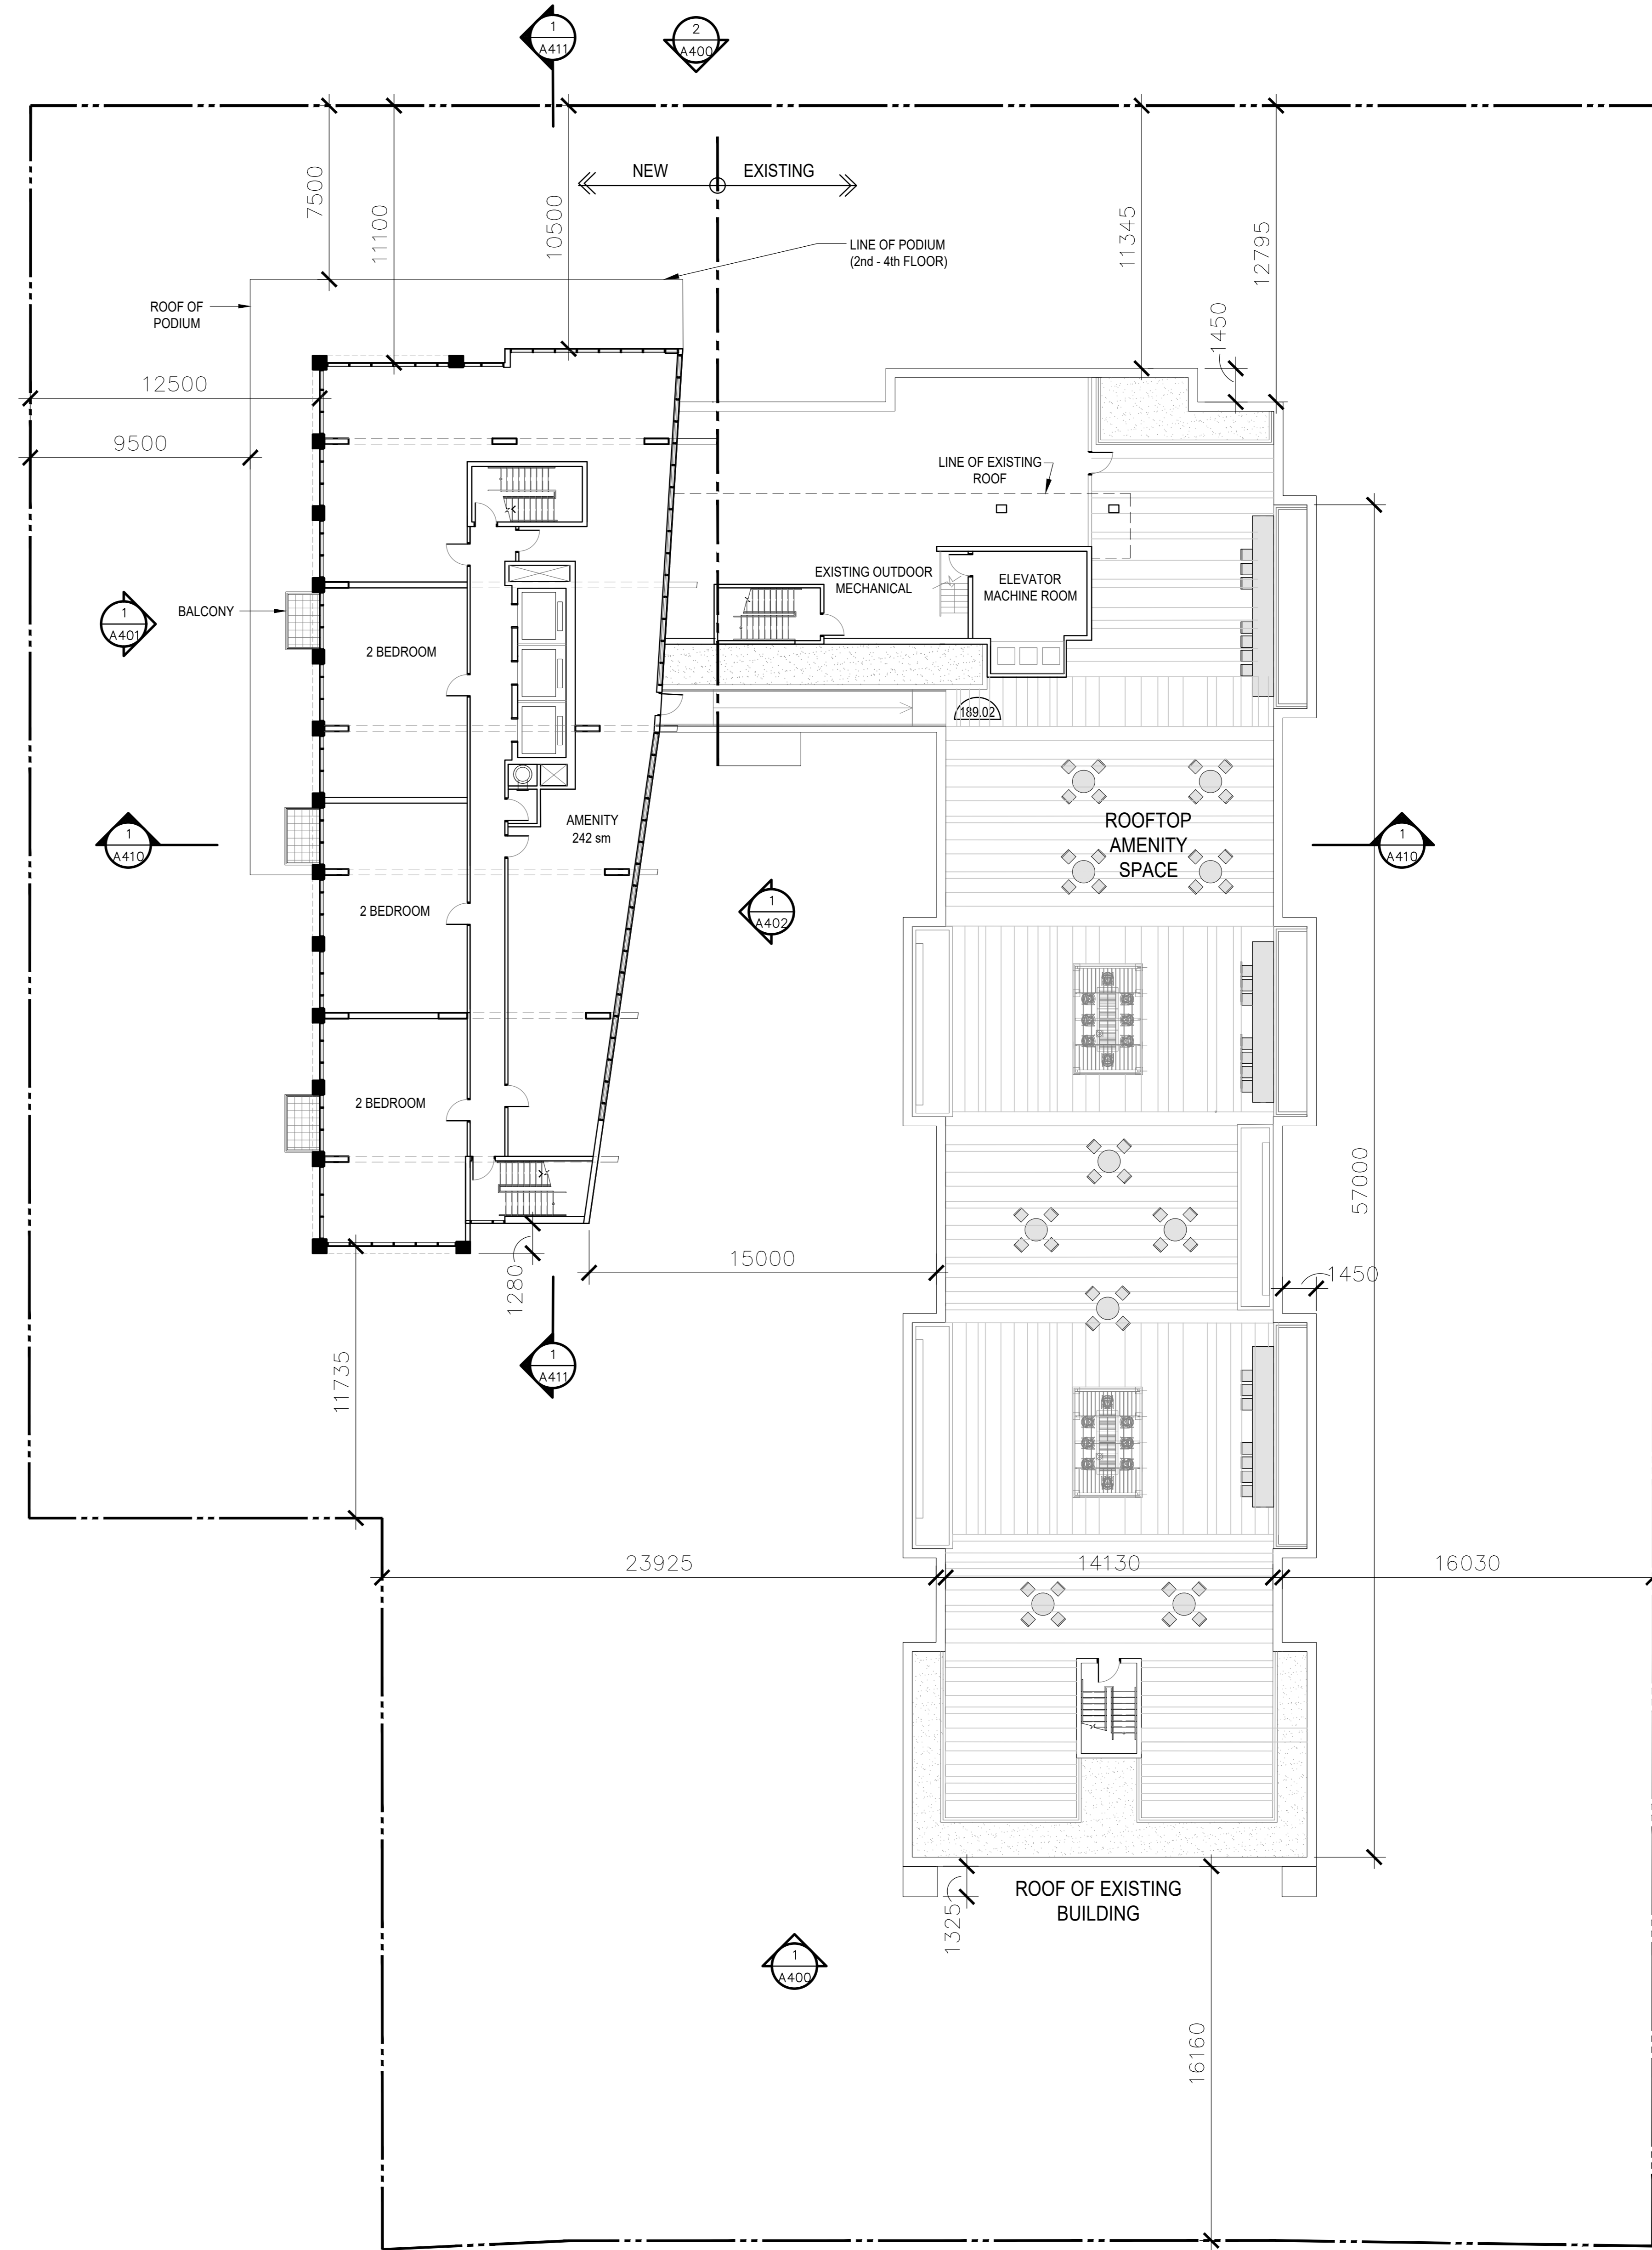 1
A411
2
A400
NEW
EXISTING
7500
11100
10500
11345
12795
LINE OF PODIUM
(2nd - 4th FLOOR)
ROOF OF
PODIUM
1450
12500
9500
LINE OF EXISTING
ROOF
EXISTING OUTDOOR
MECHANICAL
ELEVATOR
MACHINE ROOM
1
A401
BALCONY
2 BEDROOM
189.02
AMENITY
242 sm
ROOFTOP
AMENITY
SPACE
1
A410
1
A410
2 BEDROOM
1
A402
2 BEDROOM
57000
15000
1280
1450
1
A411
11735
23925
14130
16030
ROOF OF EXISTING
BUILDING
1325
1
A400
16160